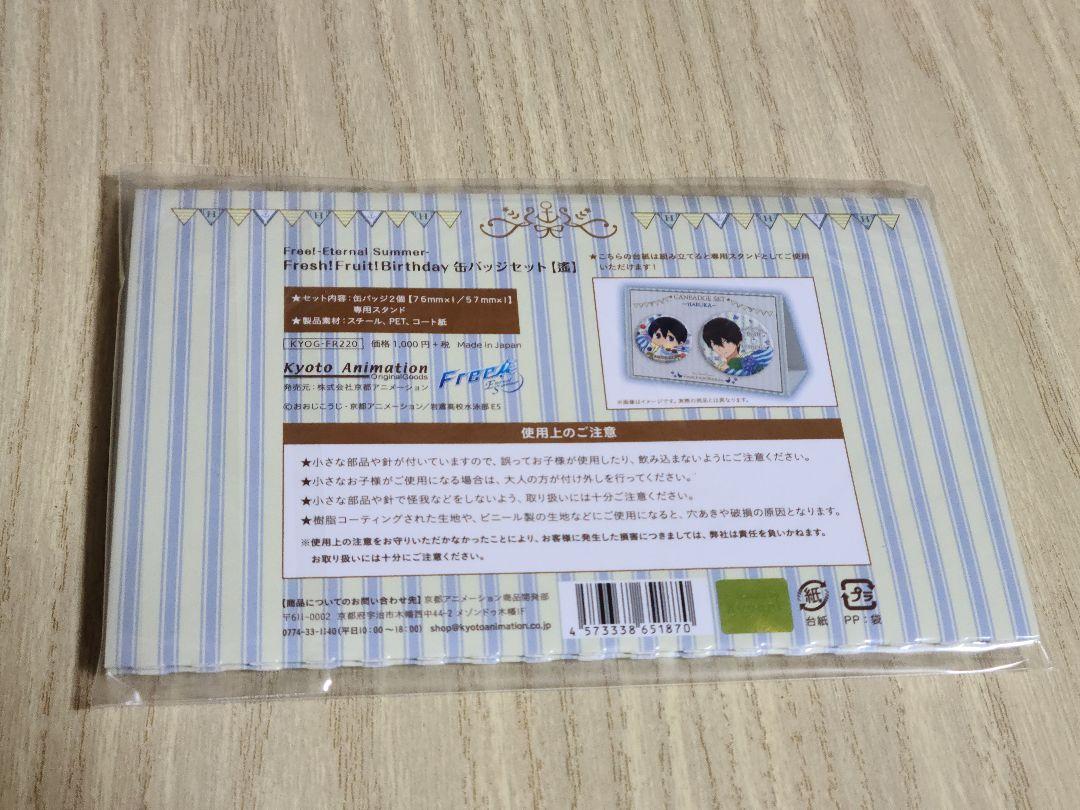 H H H
H H H
Free!-Eternal Summer-
Fresh!Fruit!Birthday 缶バッジセット【遙】
★セット内容：缶バッジ2個【76mm×1／57mm×1】
専用スタンド
★製品素材：スチール、PET、コート紙
KYOG-FR220 価格 1,000円+税 Made in Japan
Kyoto Animation
OriginalGoods
発売元：株式会社京都アニメーション
Free!
Eternal Summer
©おおじこうじ・京都アニメーション／岩鳶高校水泳部ES
★こちらの台紙は組み立てると専用スタンドとしてご使用
いただけます！
CANBADGE SET
~HARUKA~
※画像はイメージです。実際の商品とは異なります。
使用上のご注意
★小さな部品や針が付いていますので、誤ってお子様が使用したり、飲み込まないようにご注意ください。
★小さなお子様がご使用になる場合は、大人の方が付け外しを行ってください。
★小さな部品や針で怪我などをしないよう、取り扱いには十分ご注意ください。
★樹脂コーティングされた生地や、ビニール製の生地などにご使用になると、穴あきや破損の原因となります。
※使用上の注意をお守りいただかなかったことにより、お客様に発生した損害につきましては、弊社は責任を負いかねます。
お取り扱いには十分にご注意ください。
【商品についてのお問い合わせ先】京都アニメーション商品開発部
〒611-0002 京都府宇治市木幡西中44-2 メゾンドゥ木幡1F
0774-33-1140(平日10:00～18:00) shop@kyotoanimation.co.jp
4 573338 651870
紙
台紙
プラ
PP：袋